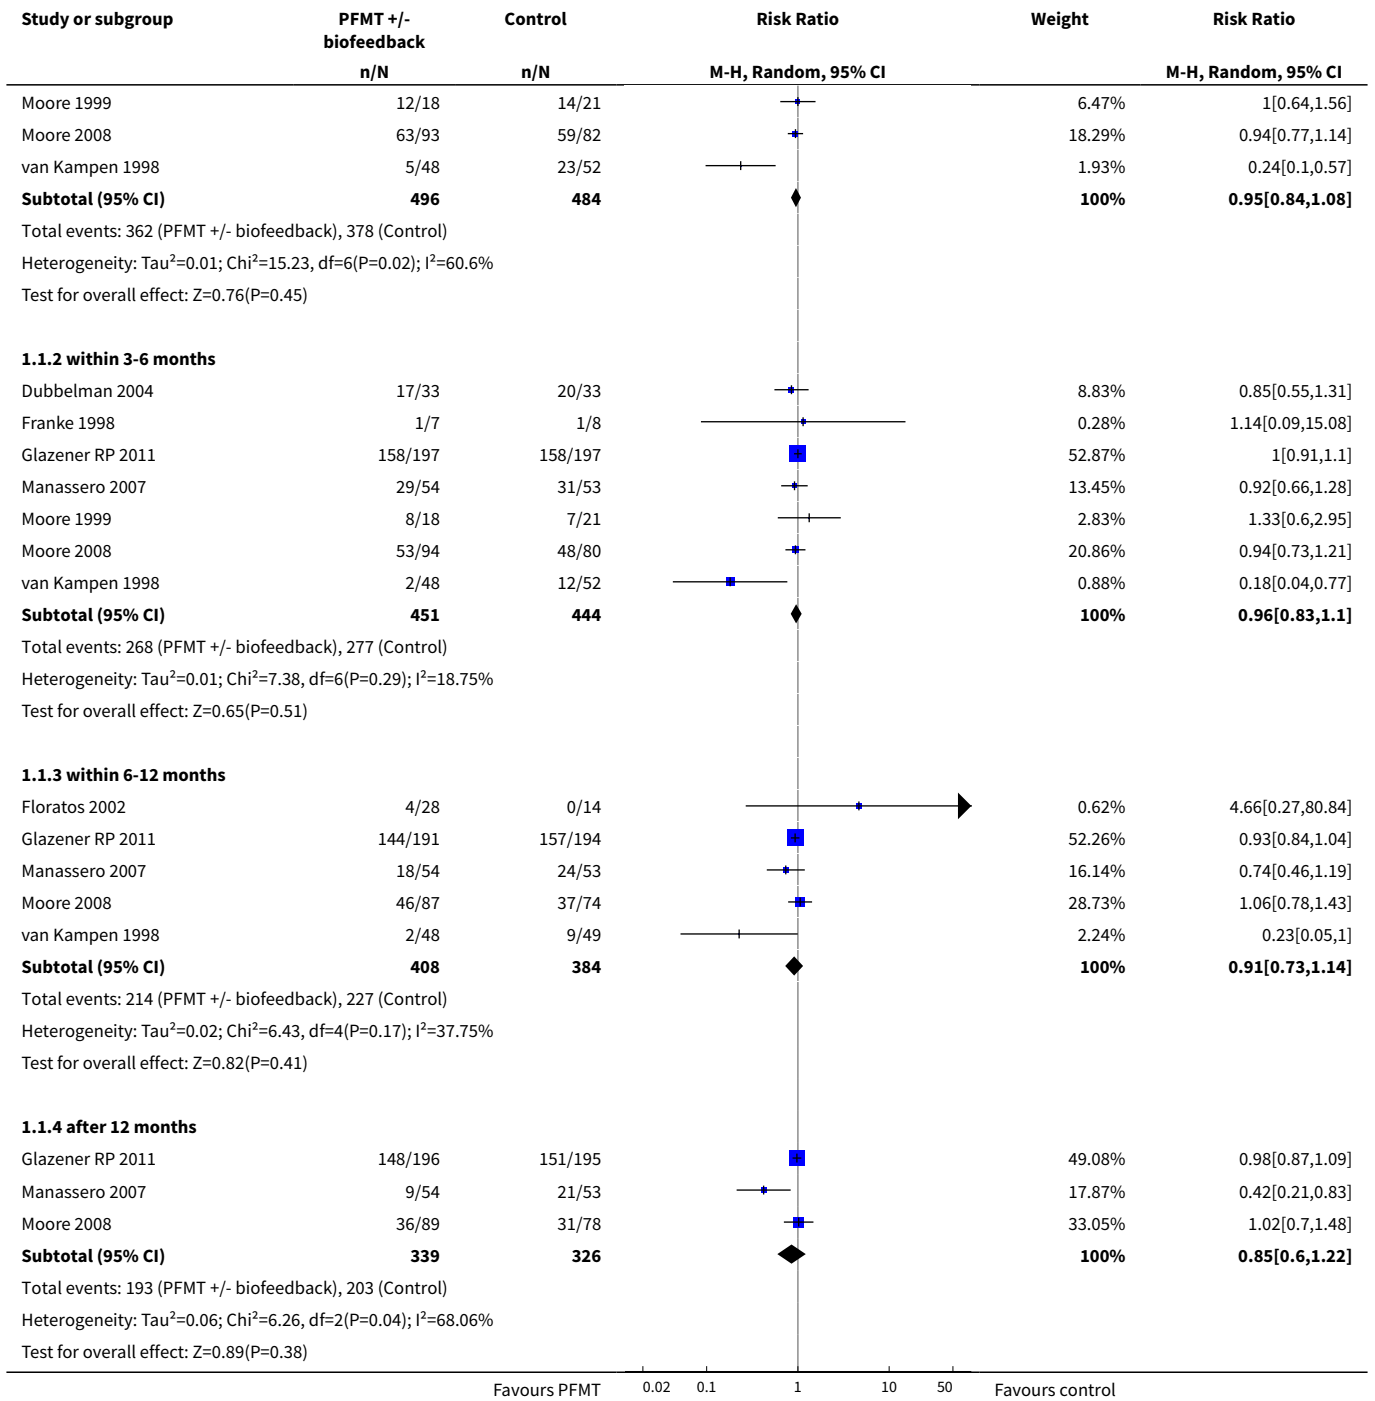 Study or subgroup PFMT +/- biofeedback Control Risk Ratio Weight Risk Ratio
n/N n/N M-H, Random, 95% CI M-H, Random, 95% CI
Moore 1999 12/18 14/21 6.47% 1[0.64,1.56]
Moore 2008 63/93 59/82 18.29% 0.94[0.77,1.14]
van Kampen 1998 5/48 23/52 1.93% 0.24[0.1,0.57]
Subtotal (95% CI) 496 484 100% 0.95[0.84,1.08]
Total events: 362 (PFMT +/- biofeedback), 378 (Control)
Heterogeneity: Tau²=0.01; Chi²=15.23, df=6(P=0.02); I²=60.6%
Test for overall effect: Z=0.76(P=0.45)
1.1.2 within 3-6 months
Dubbelman 2004 17/33 20/33 8.83% 0.85[0.55,1.31]
Franke 1998 1/7 1/8 0.28% 1.14[0.09,15.08]
Glazener RP 2011 158/197 158/197 52.87% 1[0.91,1.1]
Manassero 2007 29/54 31/53 13.45% 0.92[0.66,1.28]
Moore 1999 8/18 7/21 2.83% 1.33[0.6,2.95]
Moore 2008 53/94 48/80 20.86% 0.94[0.73,1.21]
van Kampen 1998 2/48 12/52 0.88% 0.18[0.04,0.77]
Subtotal (95% CI) 451 444 100% 0.96[0.83,1.1]
Total events: 268 (PFMT +/- biofeedback), 277 (Control)
Heterogeneity: Tau²=0.01; Chi²=7.38, df=6(P=0.29); I²=18.75%
Test for overall effect: Z=0.65(P=0.51)
1.1.3 within 6-12 months
Floratos 2002 4/28 0/14 0.62% 4.66[0.27,80.84]
Glazener RP 2011 144/191 157/194 52.26% 0.93[0.84,1.04]
Manassero 2007 18/54 24/53 16.14% 0.74[0.46,1.19]
Moore 2008 46/87 37/74 28.73% 1.06[0.78,1.43]
van Kampen 1998 2/48 9/49 2.24% 0.23[0.05,1]
Subtotal (95% CI) 408 384 100% 0.91[0.73,1.14]
Total events: 214 (PFMT +/- biofeedback), 227 (Control)
Heterogeneity: Tau²=0.02; Chi²=6.43, df=4(P=0.17); I²=37.75%
Test for overall effect: Z=0.82(P=0.41)
1.1.4 after 12 months
Glazener RP 2011 148/196 151/195 49.08% 0.98[0.87,1.09]
Manassero 2007 9/54 21/53 17.87% 0.42[0.21,0.83]
Moore 2008 36/89 31/78 33.05% 1.02[0.7,1.48]
Subtotal (95% CI) 339 326 100% 0.85[0.6,1.22]
Total events: 193 (PFMT +/- biofeedback), 203 (Control)
Heterogeneity: Tau²=0.06; Chi²=6.26, df=2(P=0.04); I²=68.06%
Test for overall effect: Z=0.89(P=0.38)
Favours PFMT 0.02 0.1 1 10 50 Favours control